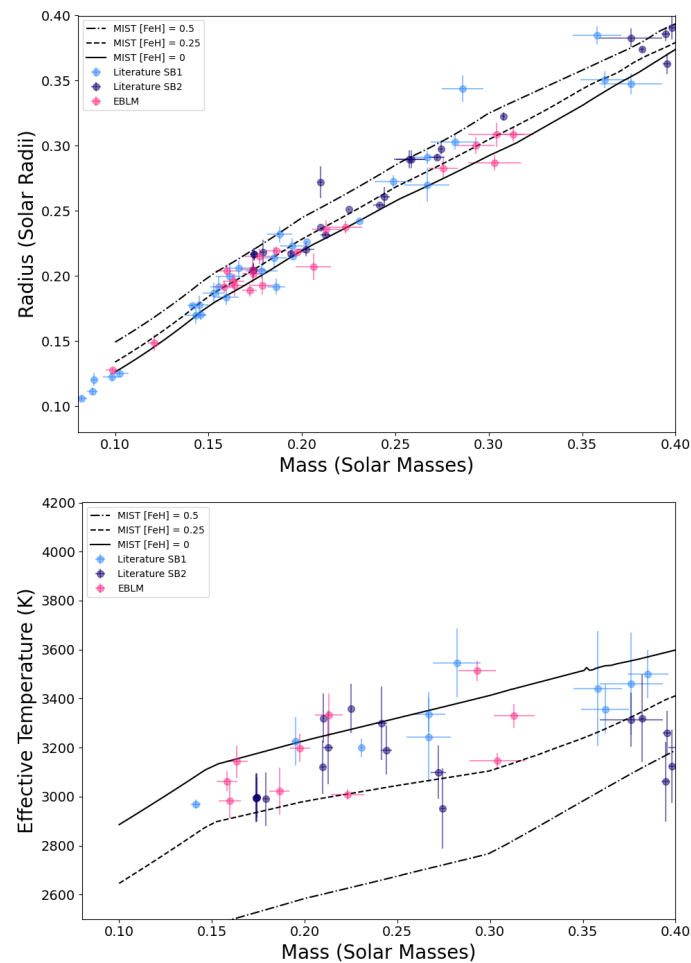 0.40
0.35
0.30
0.25
0.20
0.15
0.10
Radius (Solar Radii)
MIST [FeH] = 0.5
MIST [FeH] = 0.25
MIST [FeH] = 0
Literature SB1
Literature SB2
EBLM
0.10 0.15 0.20 0.25 0.30 0.35 0.40
Mass (Solar Masses)
4200
4000
3800
3600
3400
3200
3000
2800
2600
Effective Temperature (K)
MIST [FeH] = 0.5
MIST [FeH] = 0.25
MIST [FeH] = 0
Literature SB1
Literature SB2
EBLM
0.10 0.15 0.20 0.25 0.30 0.35 0.40
Mass (Solar Masses)